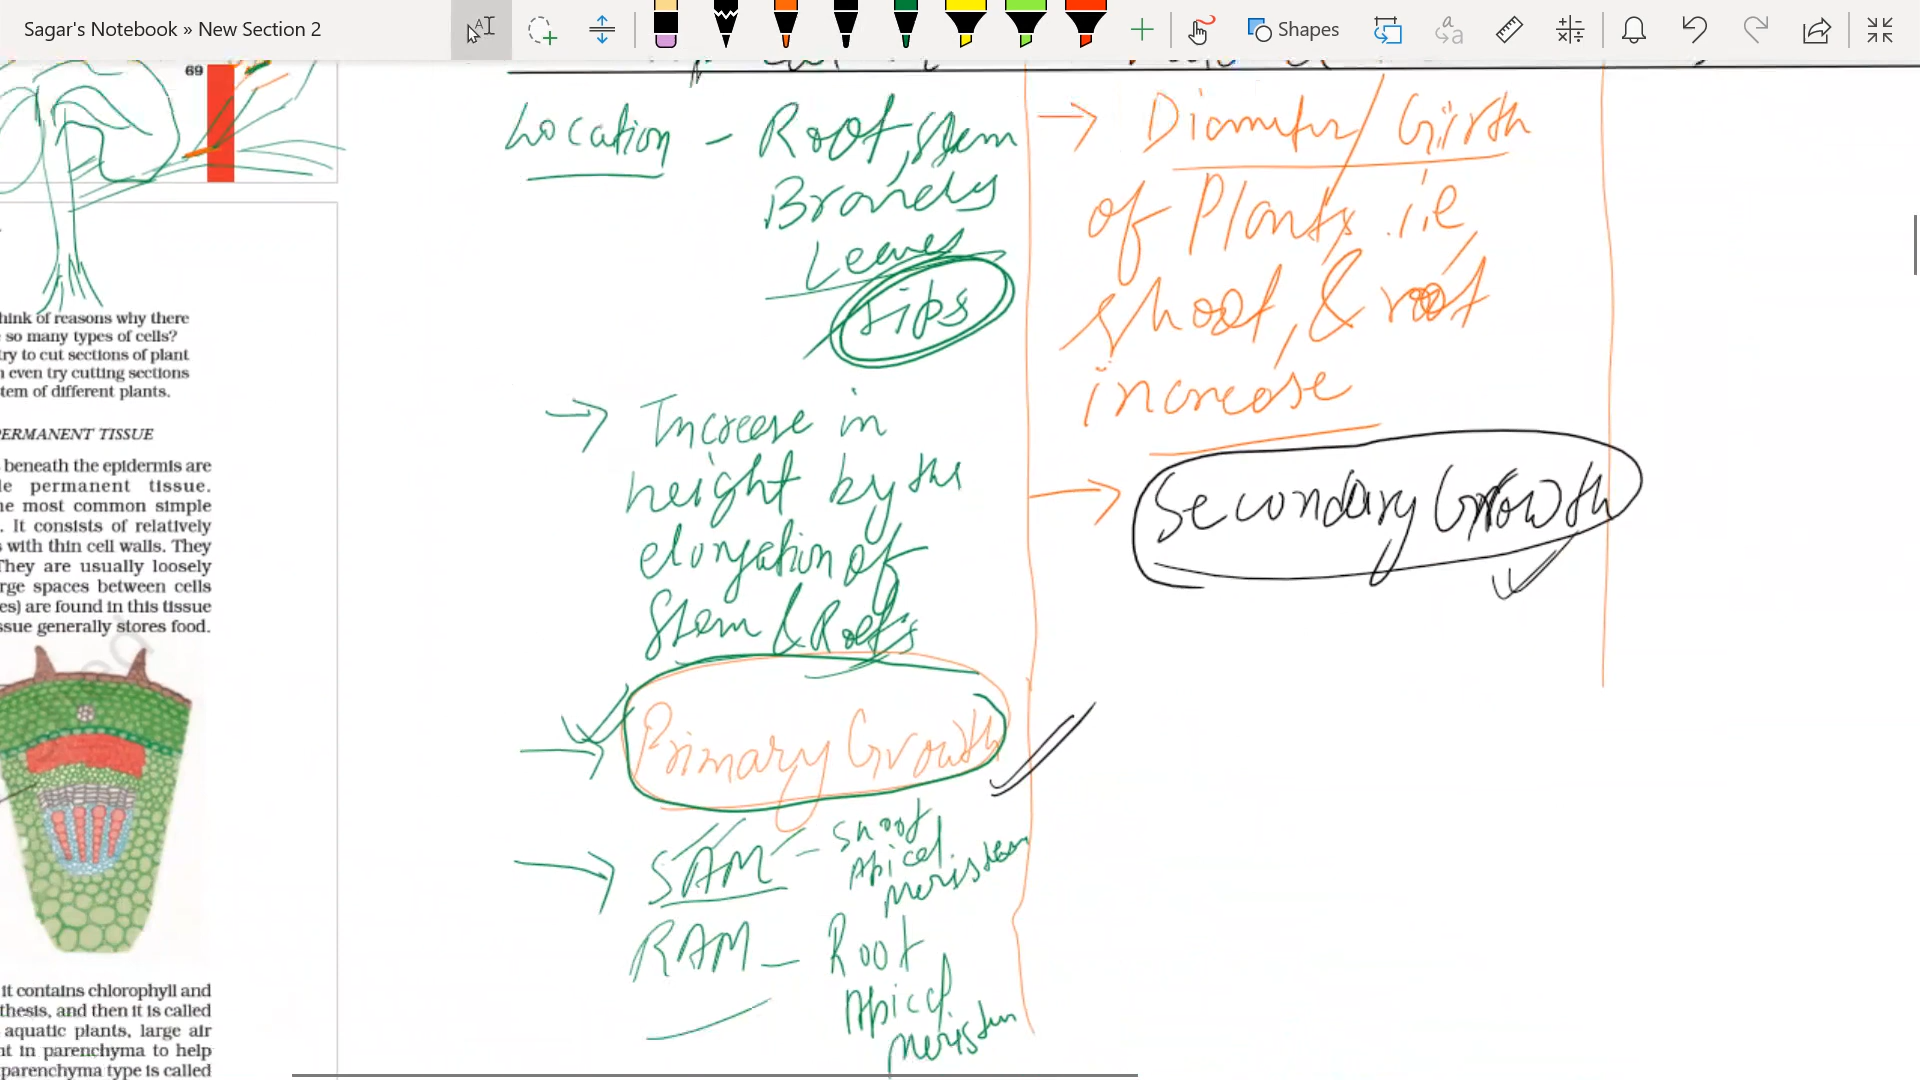 Sagar's Notebook » New Section 2
Shapes
69
hink of reasons why there
so many types of cells?
try to cut sections of plant
n even try cutting sections
tem of different plants.
ERMANENT TISSUE
beneath the epidermis are
le permanent tissue.
he most common simple
. It consists of relatively
with thin cell walls. They
They are usually loosely
rge spaces between cells
es) are found in this tissue
ssue generally stores food.
it contains chlorophyll and
thesis, and then it is called
aquatic plants, large air
nt in parenchyma to help
parenchyma type is called
Location - Root, Stem
Leaves
tips
→ Increase in
height by the
elongation of
Stem & Roots
→ Primary Growth
→ SAM - Shoot
Apical
Meristem
RAM - Root
Apical
→ Diameter / Girth
of Plants i.e,
shoot, & root
increase
→ Secondary Growth